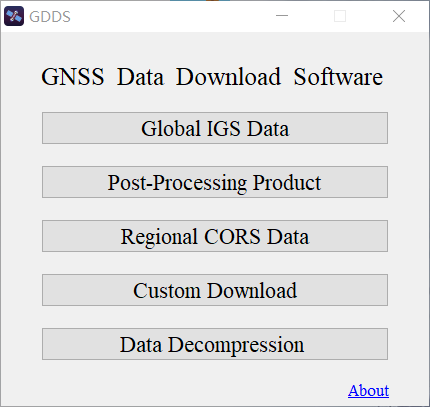 GDDS
GNSS Data Download Software
Global IGS Data
Post-Processing Product
Regional CORS Data
Custom Download
Data Decompression
About